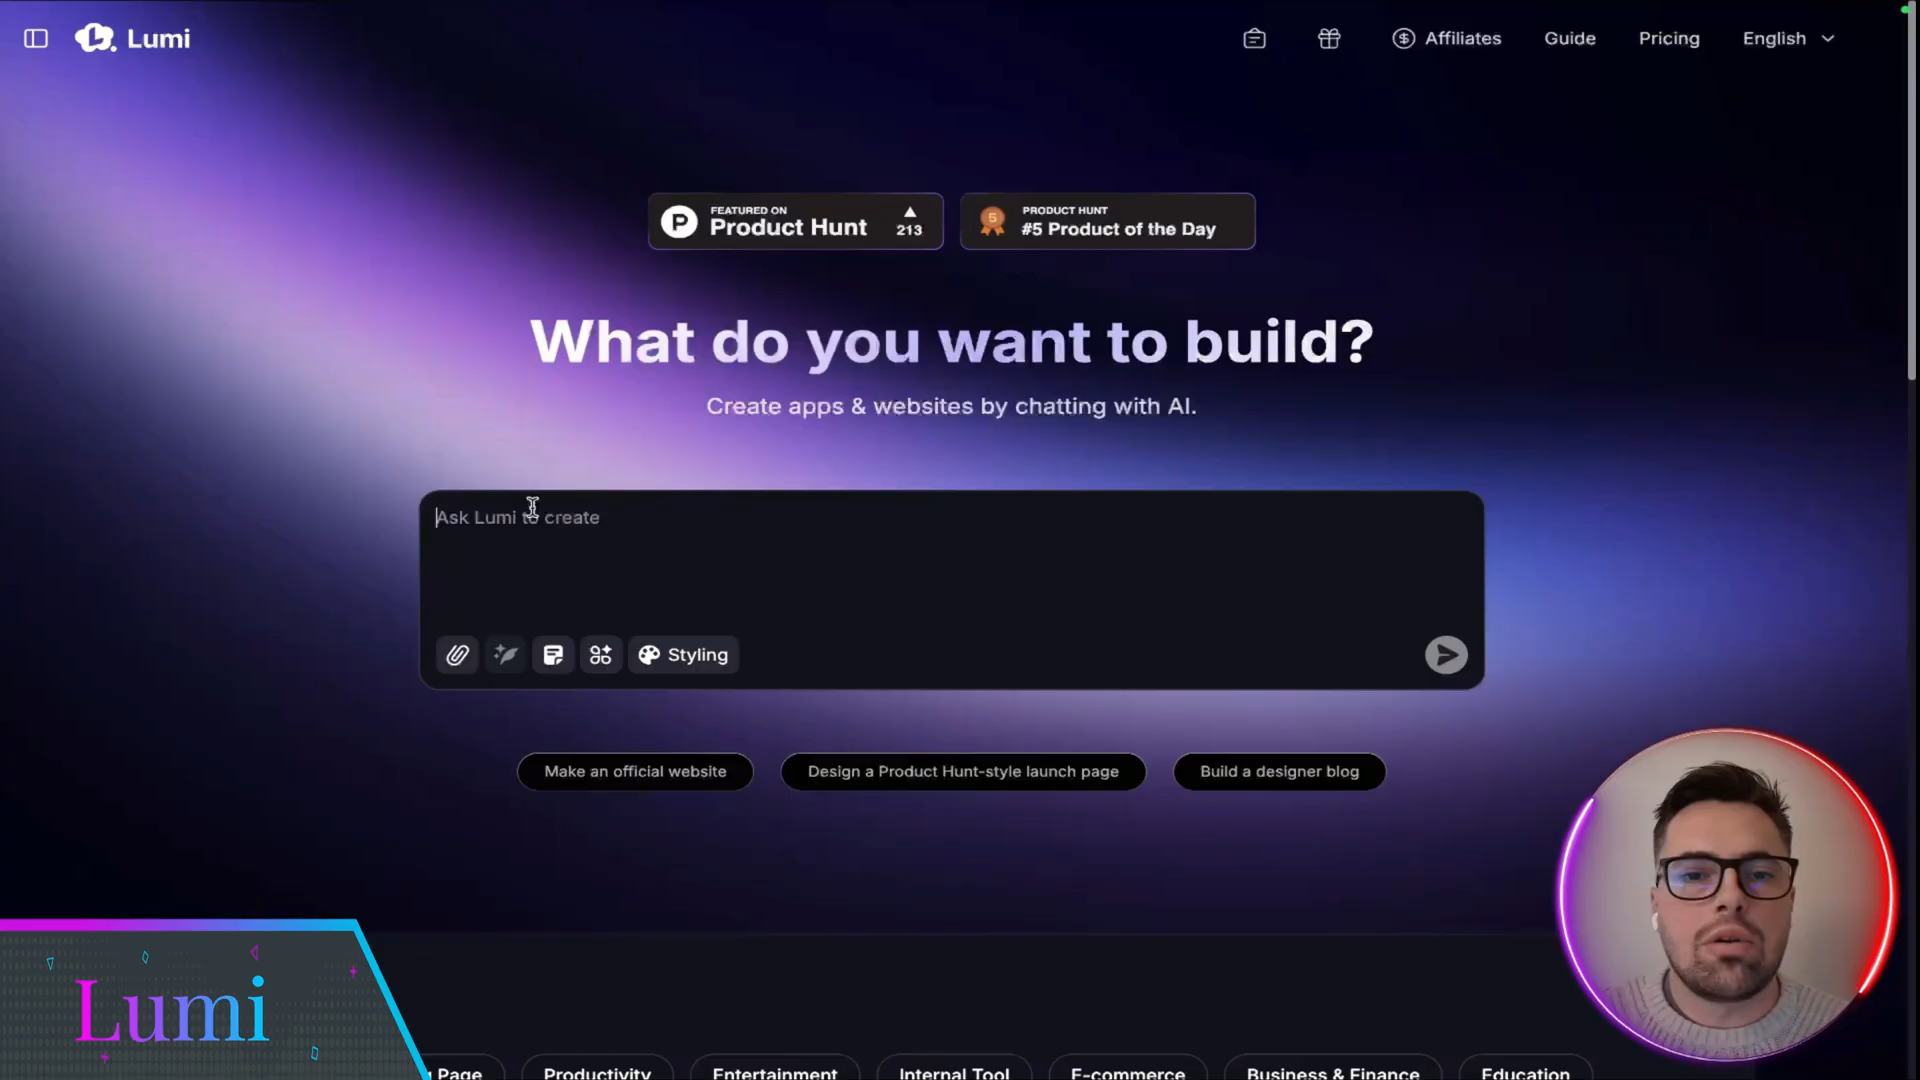 Lumi
Affiliates
Guide
Pricing
English
FEATURED ON
Product Hunt
213
5
PRODUCT HUNT
#5 Product of the Day
What do you want to build?
Create apps & websites by chatting with AI.
Ask Lumi to create
Styling
Make an official website
Design a Product Hunt-style launch page
Build a designer blog
Lumi
Page
Productivity
Entertainment
Internal Tool
E-commerce
Business & Finance
Education